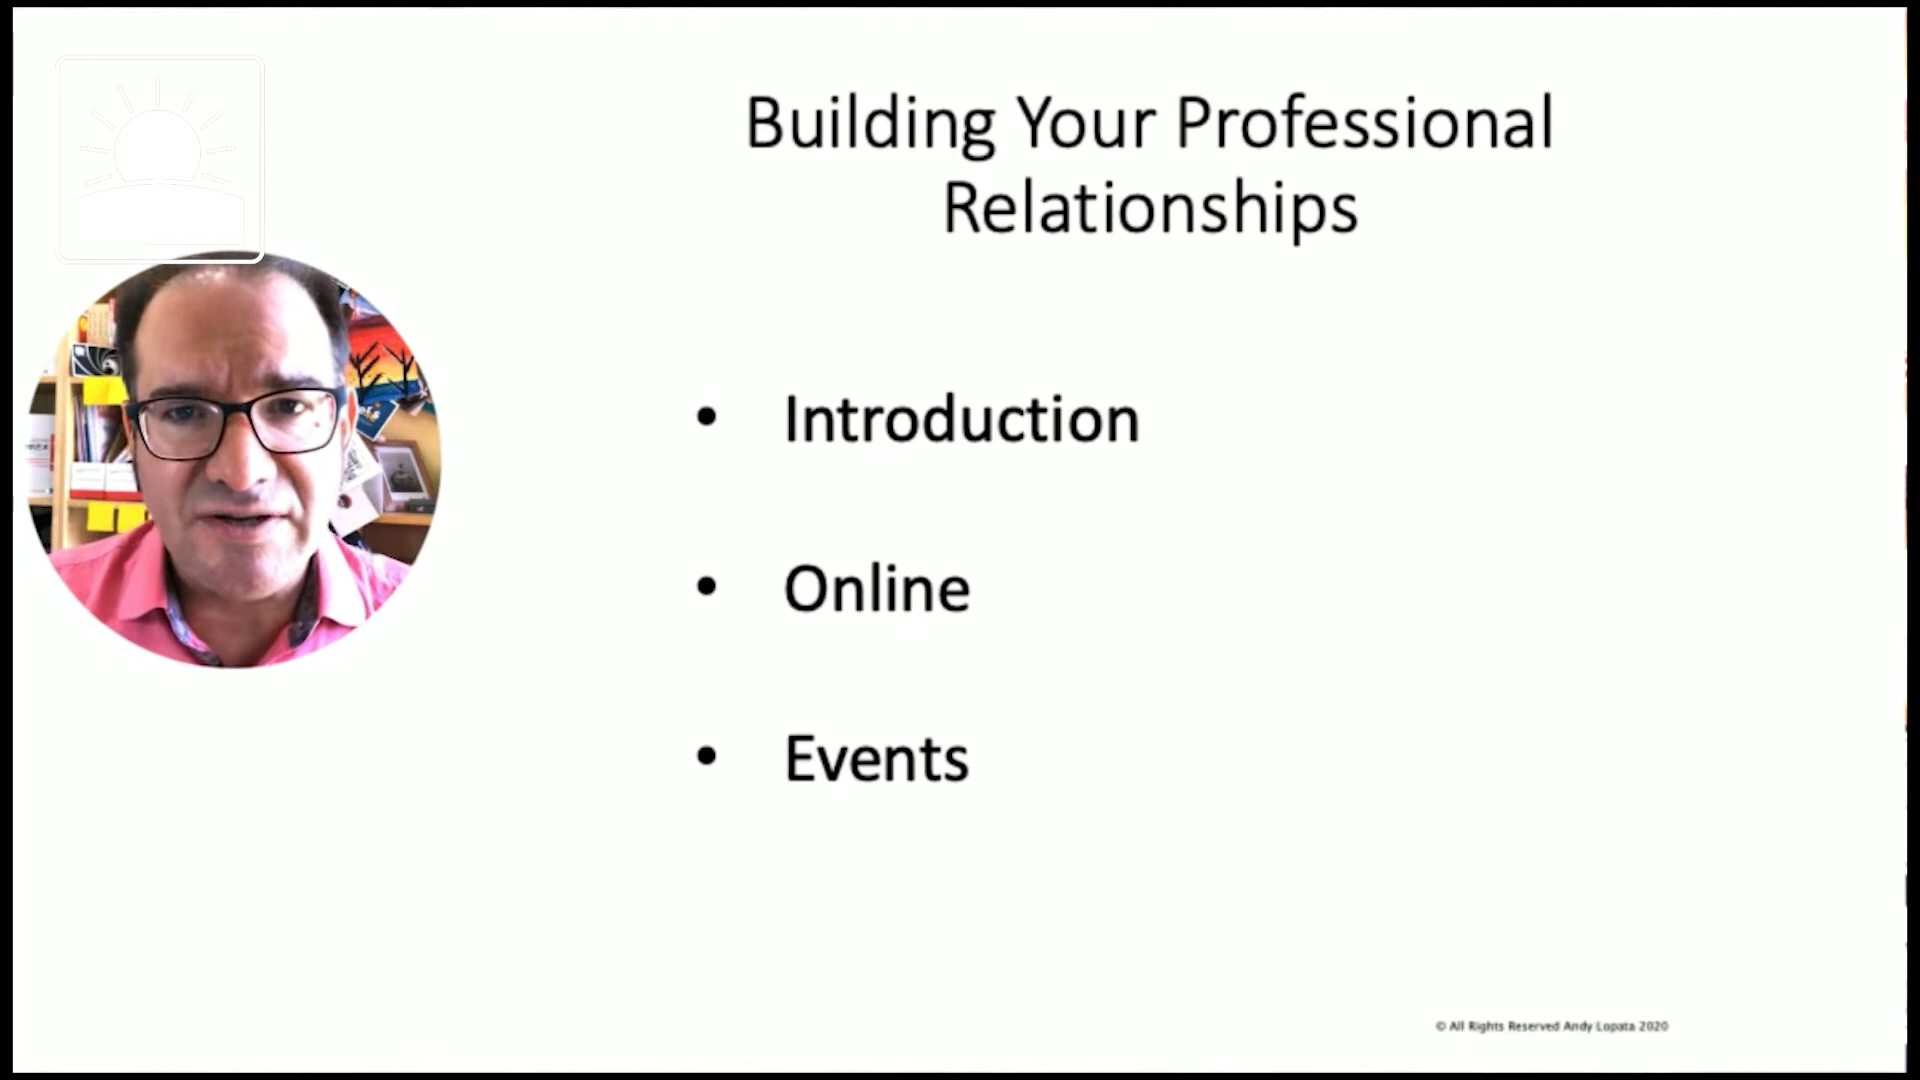 Building Your Professional
Relationships
• Introduction
• Online
• Events
© All Rights Reserved Andy Lopata 2020